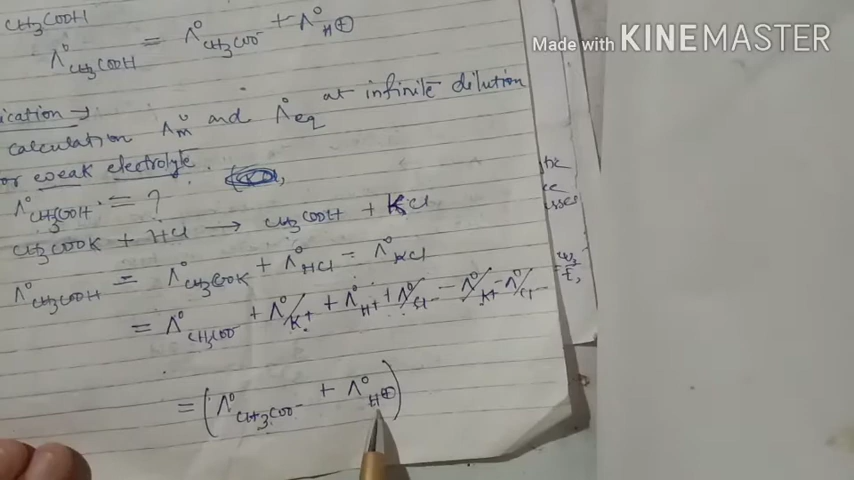 CH3COOH
Λ°CH3COOH = Λ°CH3COO- + Λ°H⊕
Made with KINEMASTER
ication →
calculation Λ°m and Λ°eq at infinite dilution
or weak electrolyte.
Λ°CH3COOH = ?
CH3COOK + HCl → CH3COOH + KCl
Λ°CH3COOH = Λ°CH3COOK + Λ°HCl - Λ°KCl
= Λ°CH3COO- + Λ°K+ + Λ°H+ + Λ°Cl- - Λ°K+ - Λ°Cl-
= (Λ°CH3COO- + Λ°H⊕)